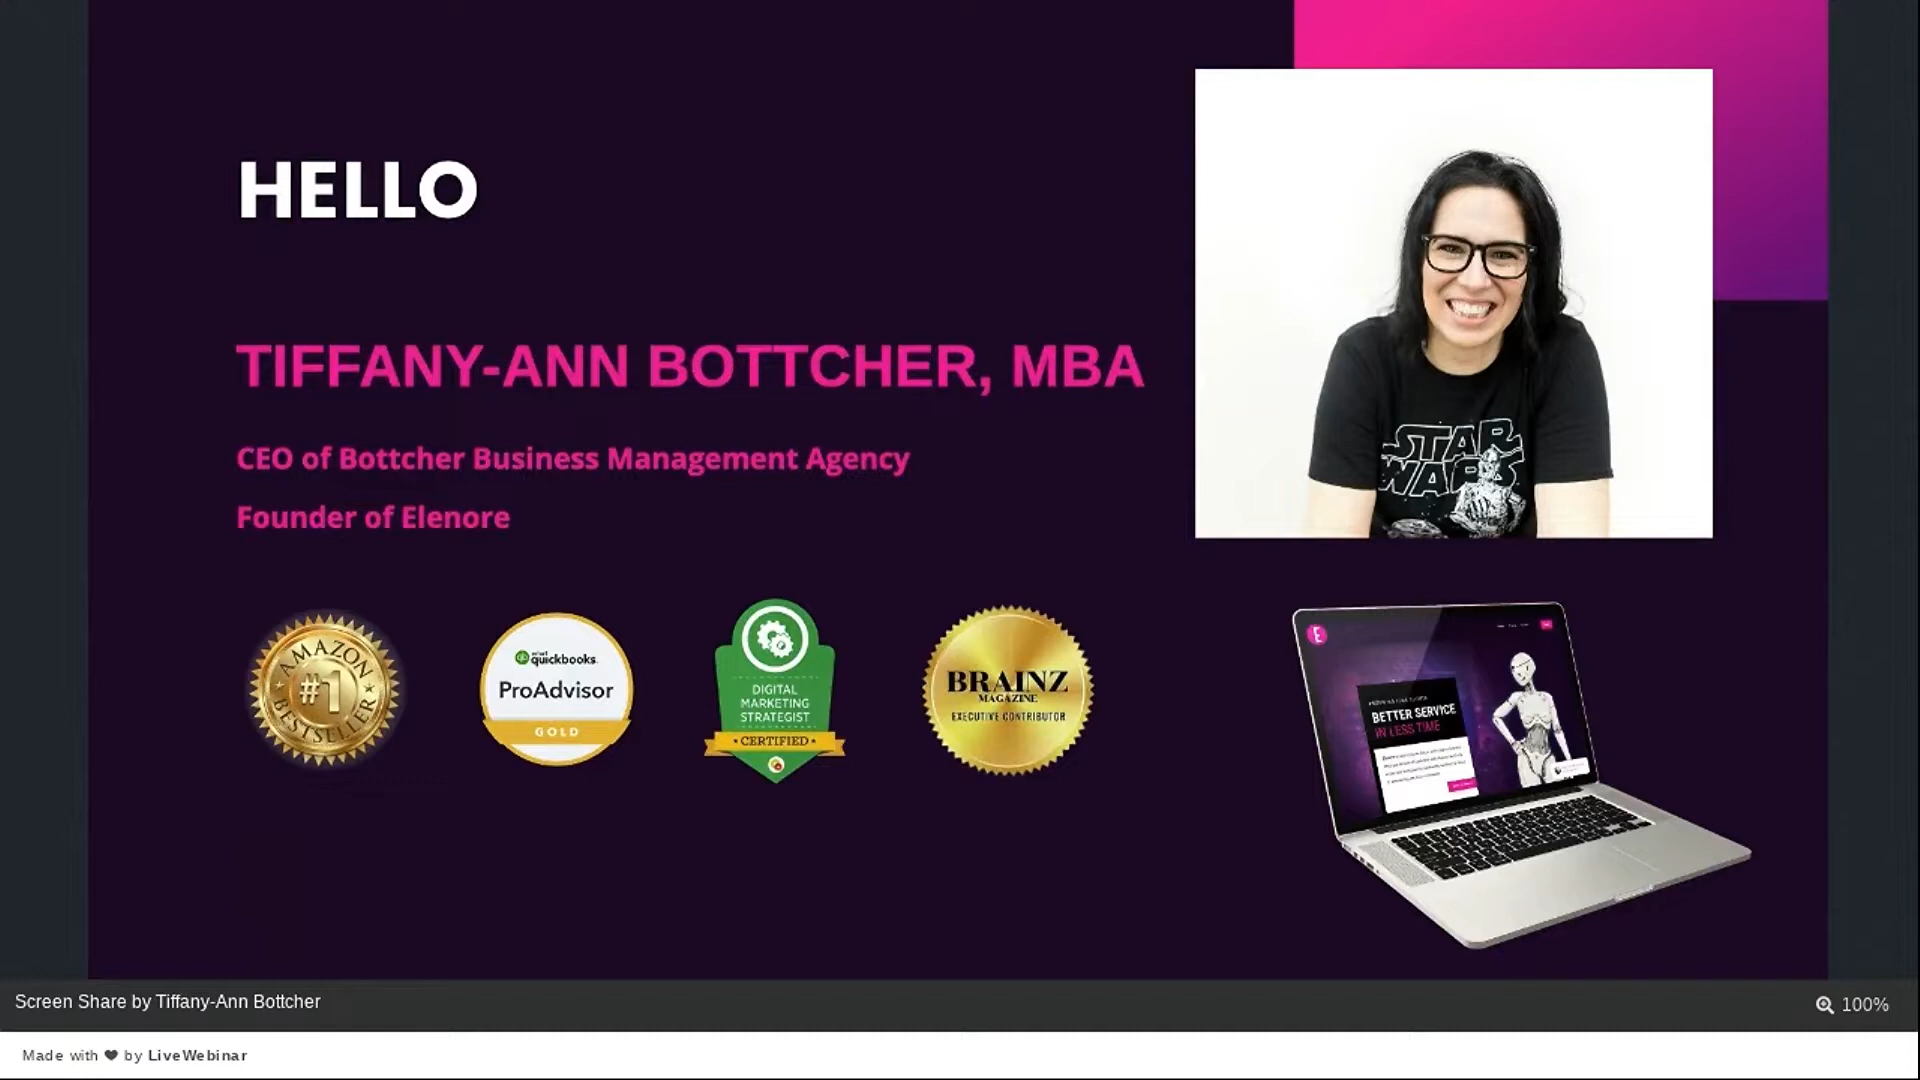 HELLO
TIFFANY-ANN BOTTCHER, MBA
CEO of Bottcher Business Management Agency
Founder of Elenore
AMAZON
#1
BESTSELLER
quickbooks.
ProAdvisor
GOLD
DIGITAL
MARKETING
STRATEGIST
CERTIFIED
BRAINZ
MAGAZINE
EXECUTIVE CONTRIBUTOR
STAR
WARS
E
BETTER SERVICE
IN LESS TIME
Screen Share by Tiffany-Ann Bottcher
100%
Made with ❤ by LiveWebinar